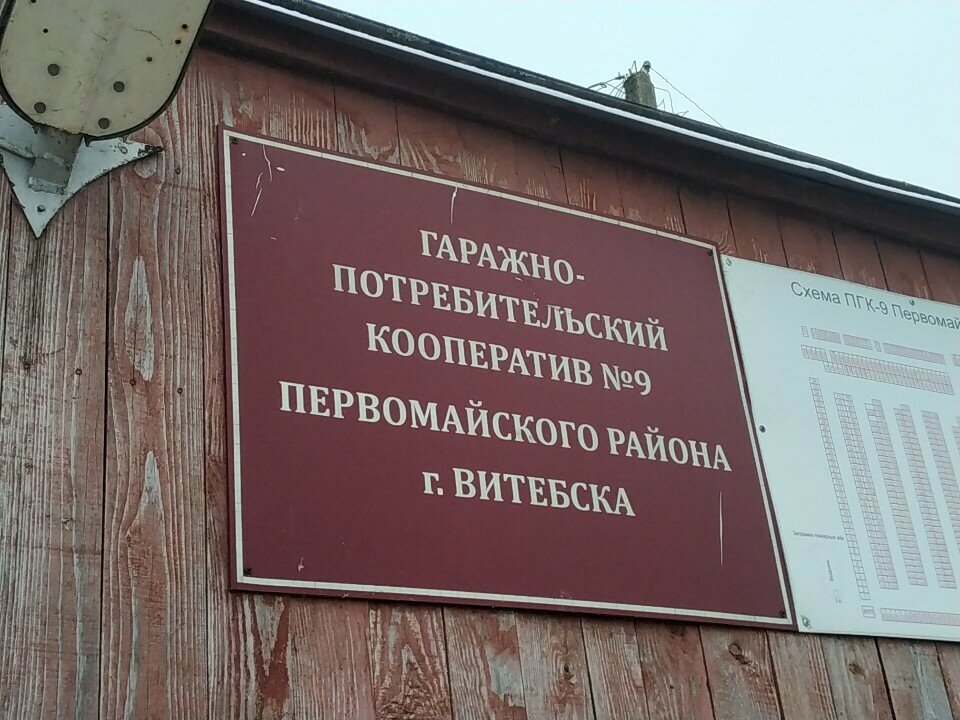 ГАРАЖНО-
ПОТРЕБИТЕЛЬСКИЙ
КООПЕРАТИВ №9
ПЕРВОМАЙСКОГО РАЙОНА
г. ВИТЕБСКА
Схема ПГК-9 Первомай